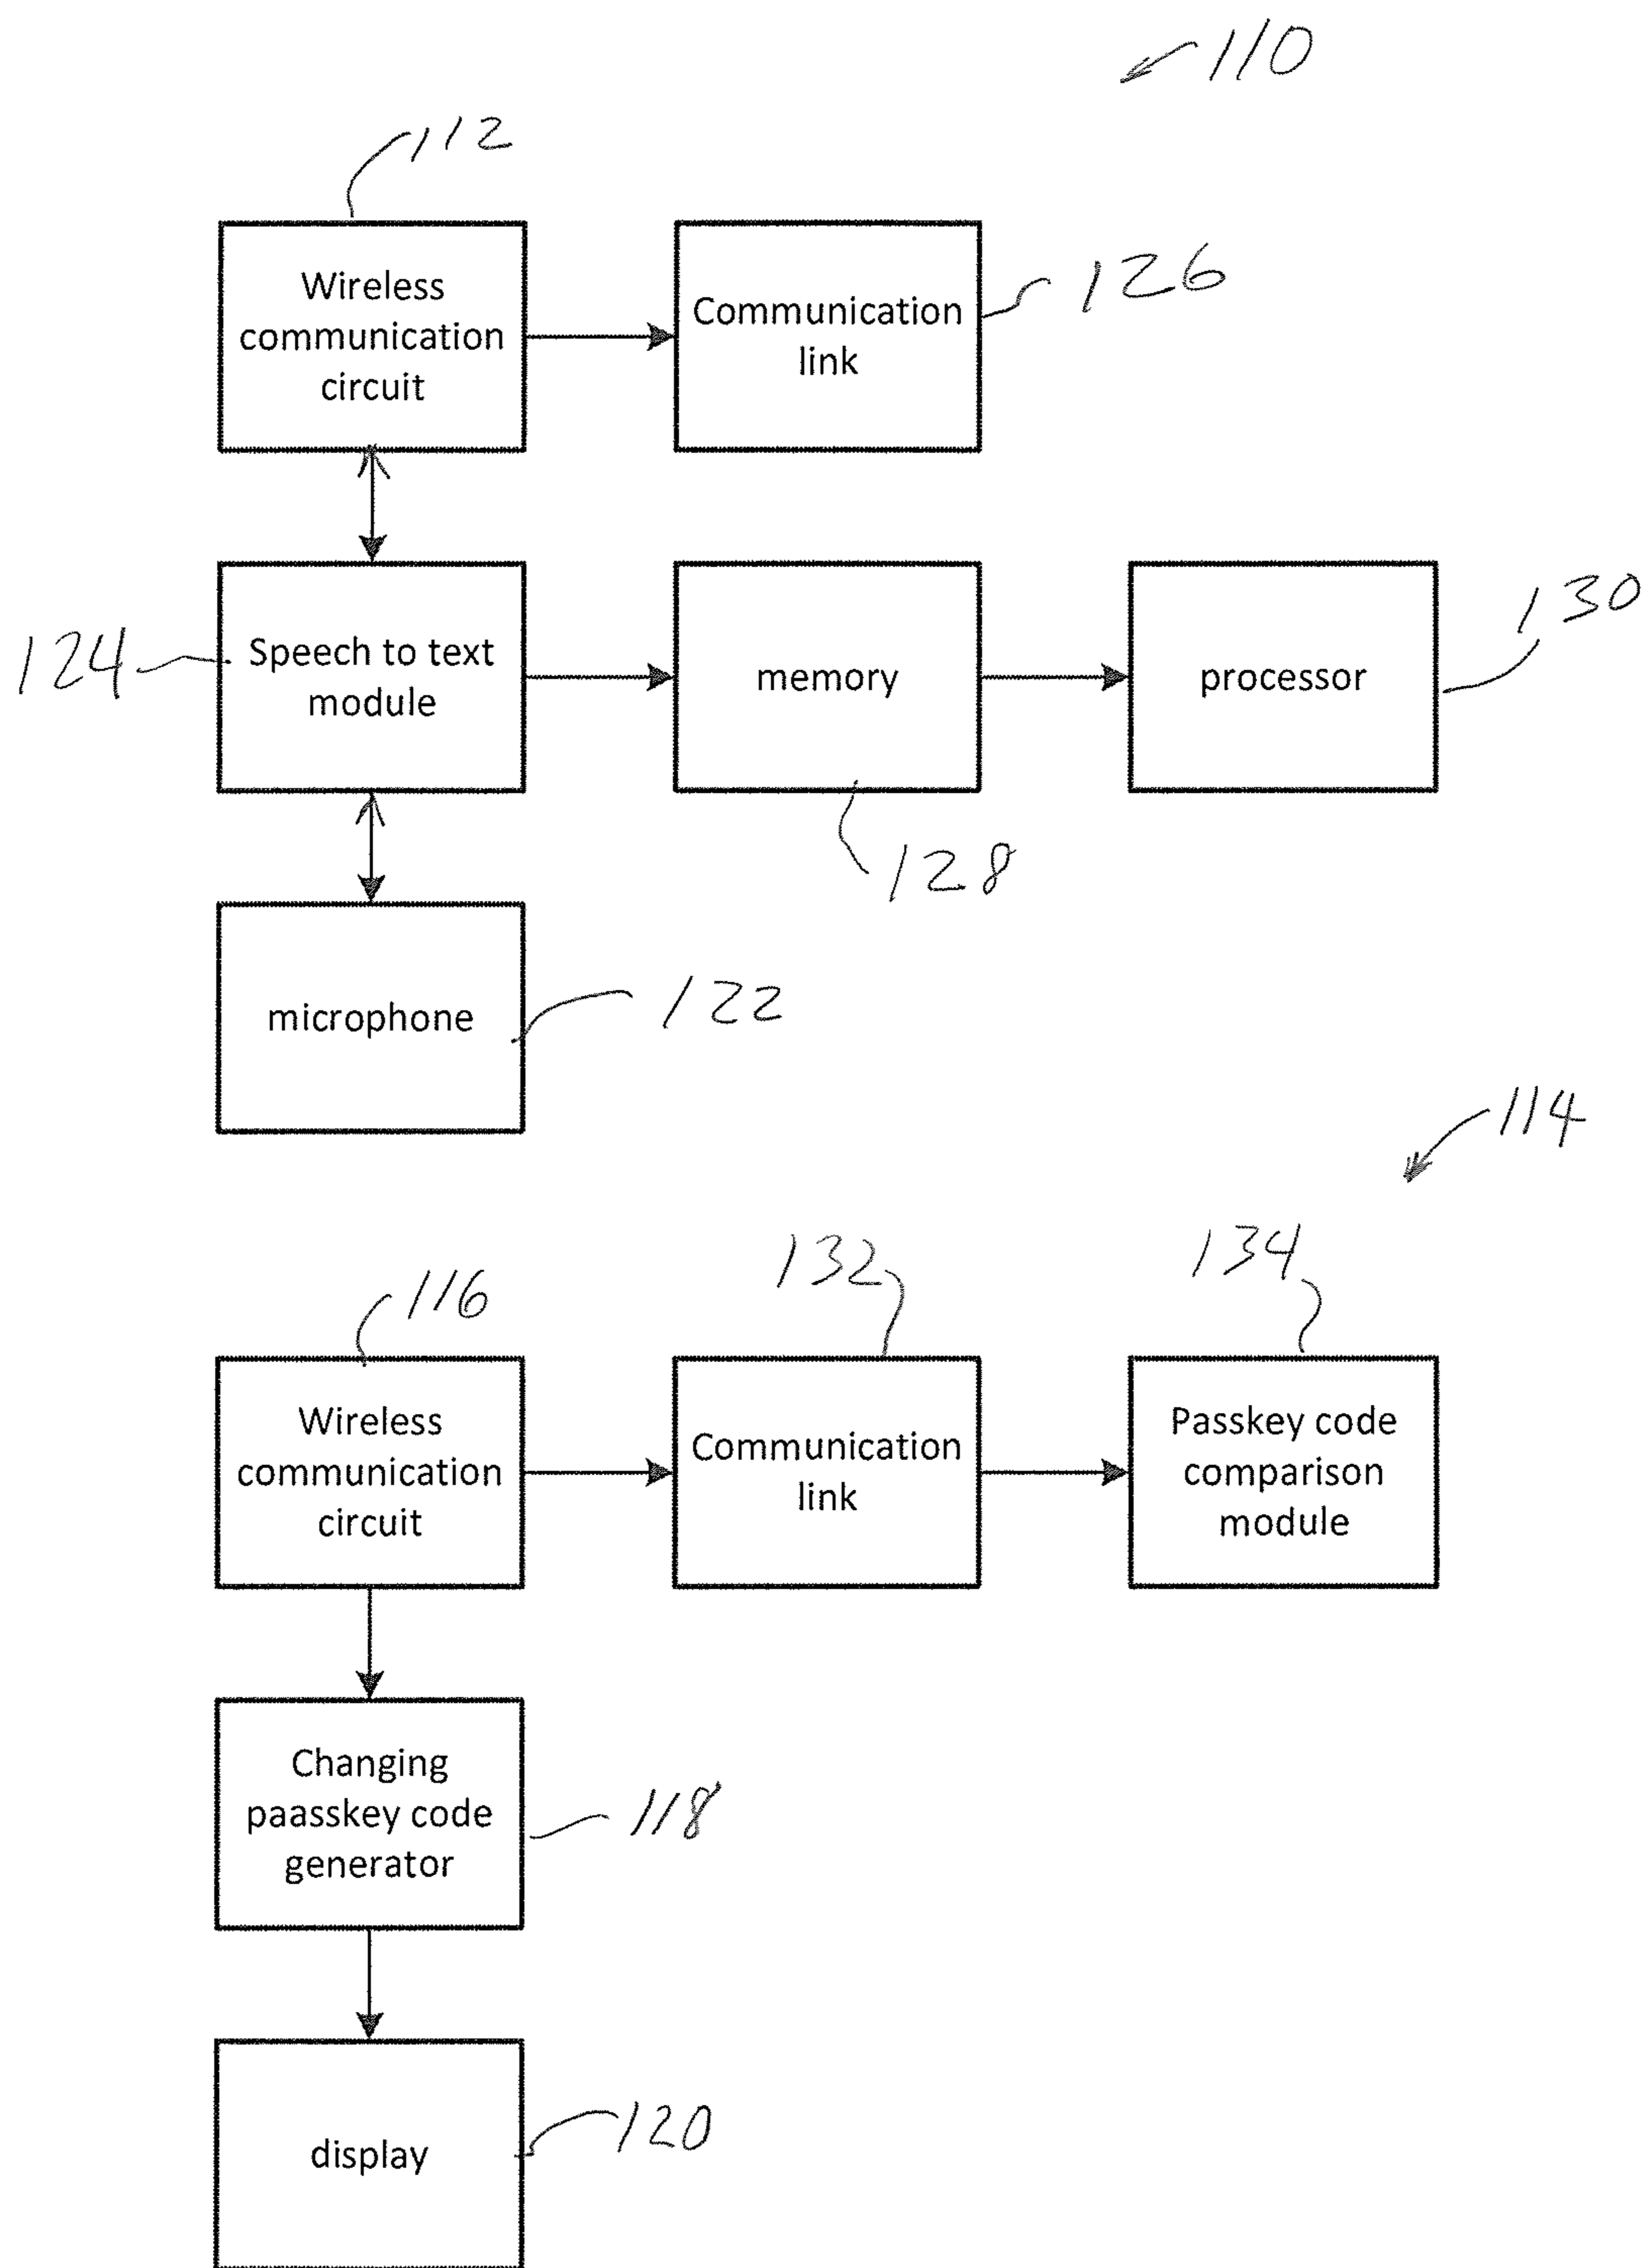 110
112
Wireless
communication
circuit
Communication
link
126
124
Speech to text
module
memory
processor
130
128
microphone
122
114
116
132
134
Wireless
communication
circuit
Communication
link
Passkey code
comparison
module
Changing
paasskey code
generator
118
display
120